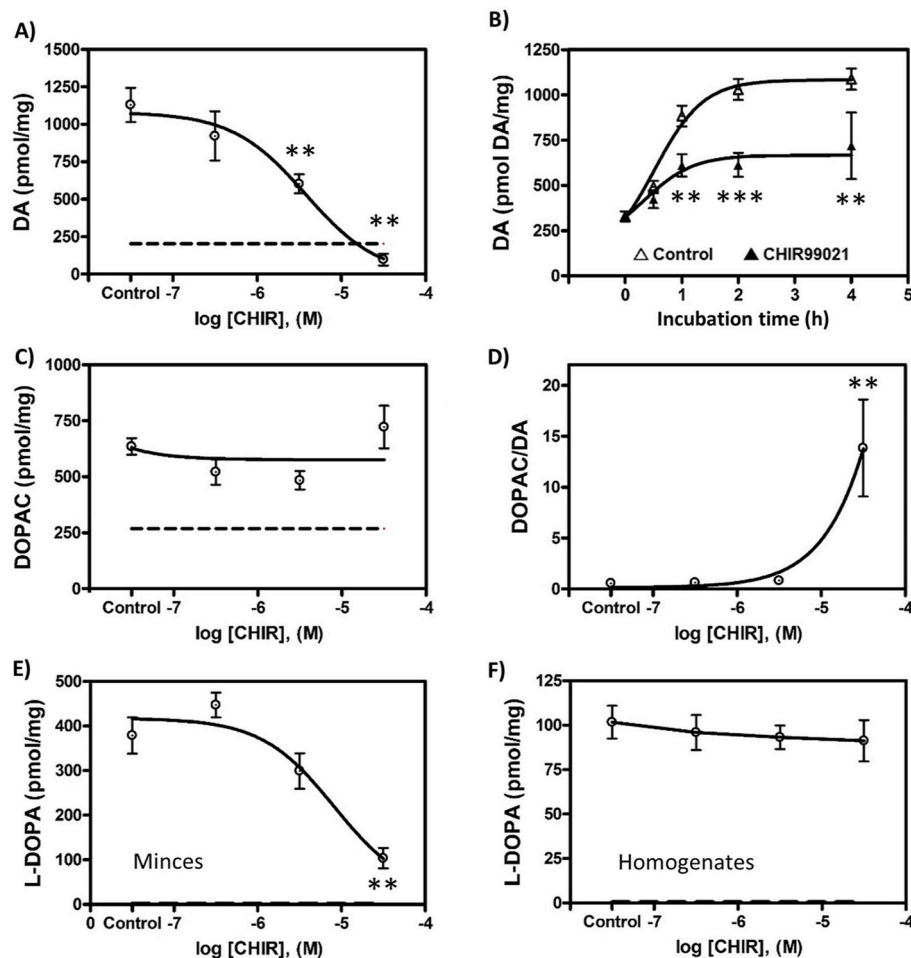 A)
DA (pmol/mg)
1500
1250
1000
750
500
250
0
**
**
Control -7 -6 -5 -4
log [CHIR], (M)
B)
DA (pmol DA/mg)
1250
1000
750
500
250
0
** *** **
Control CHIR99021
0 1 2 3 4 5
Incubation time (h)
C)
DOPAC (pmol/mg)
1000
750
500
250
0
Control -7 -6 -5 -4
log [CHIR], (M)
D)
DOPAC/DA
20
15
10
5
0
**
Control -7 -6 -5 -4
log [CHIR], (M)
E)
L-DOPA (pmol/mg)
500
400
300
200
100
0
Minces
**
0 Control -7 -6 -5 -4
log [CHIR], (M)
F)
L-DOPA (pmol/mg)
125
100
75
50
25
0
Homogenates
Control -7 -6 -5 -4
log [CHIR], (M)